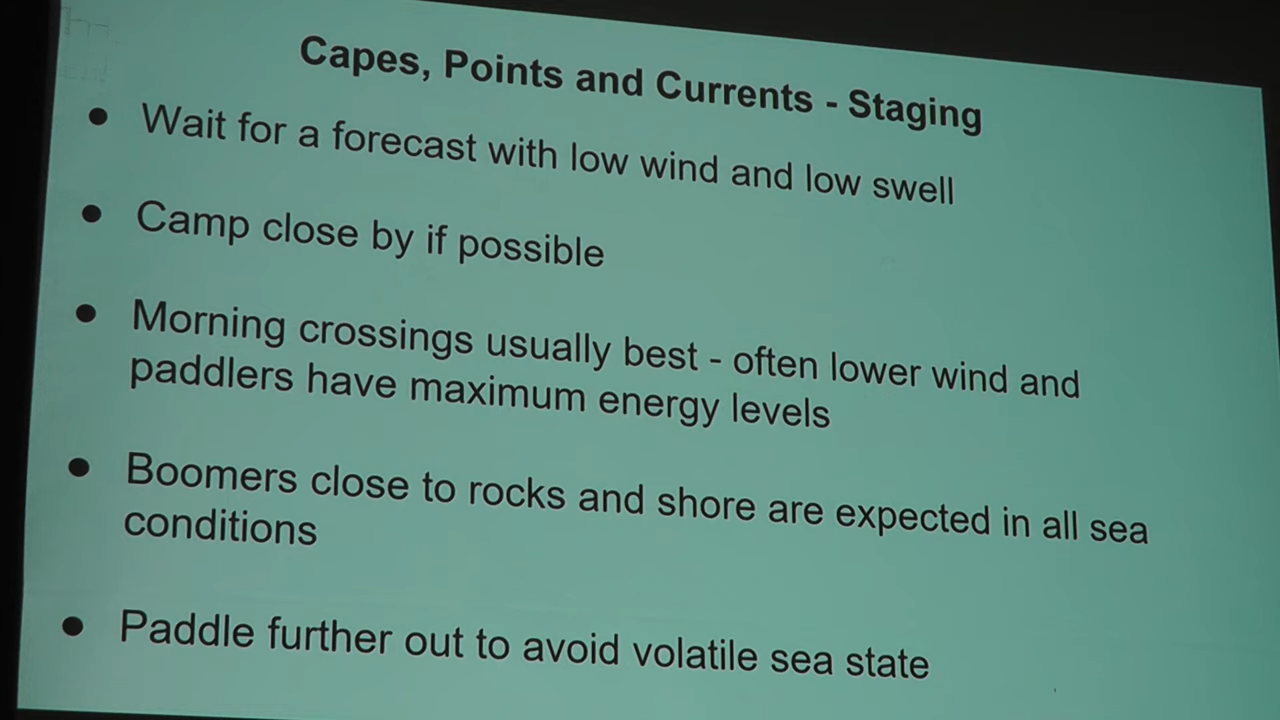 Capes, Points and Currents - Staging
● Wait for a forecast with low wind and low swell
● Camp close by if possible
● Morning crossings usually best - often lower wind and
paddlers have maximum energy levels
● Boomers close to rocks and shore are expected in all sea
conditions
● Paddle further out to avoid volatile sea state